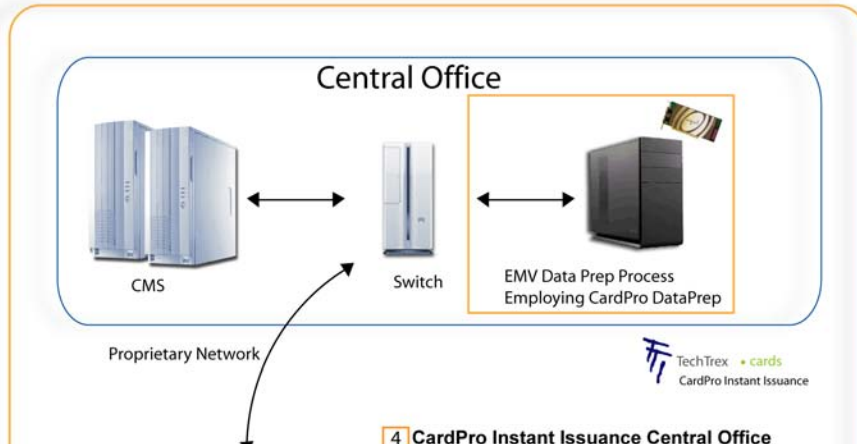 Central Office
CMS
Switch
EMV Data Prep Process
Employing CardPro DataPrep
Proprietary Network
TechTrex • cards
CardPro Instant Issuance
4 CardPro Instant Issuance Central Office